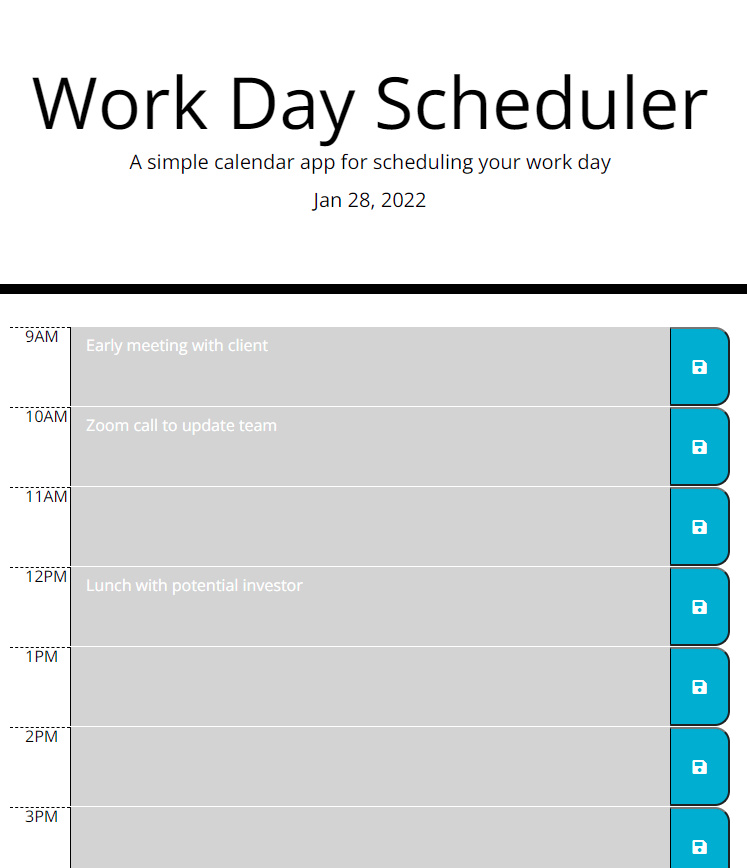 Work Day Scheduler
A simple calendar app for scheduling your work day
Jan 28, 2022
9AM
Early meeting with client
10AM
Zoom call to update team
11AM
12PM
Lunch with potential investor
1PM
2PM
3PM